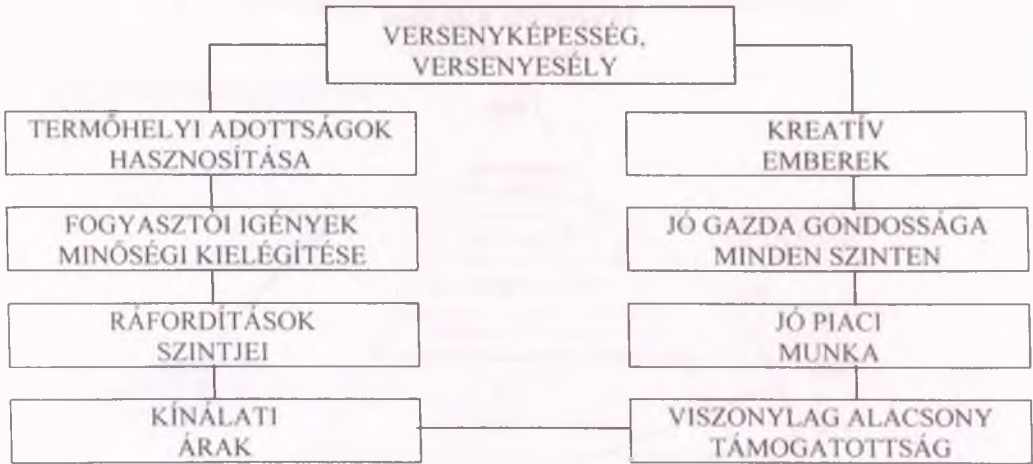 VERSENYKÉPESSÉG,
VERSENYESÉLY
TERMŐHELYI ADOTTSÁGOK
HASZNOSÍTÁSA
FOGYASZTÓI IGÉNYEK
MINŐSÉGI KIELÉGÍTÉSE
RÁFORDÍTÁSOK
SZINTJEI
KÍNÁLATI
ÁRAK
KREATÍV
EMBEREK
JÓ GAZDA GONDOSSÁGA
MINDEN SZINTEN
JÓ PIACI
MUNKA
VISZONYLAG ALACSONY
TÁMOGATOTTSÁG